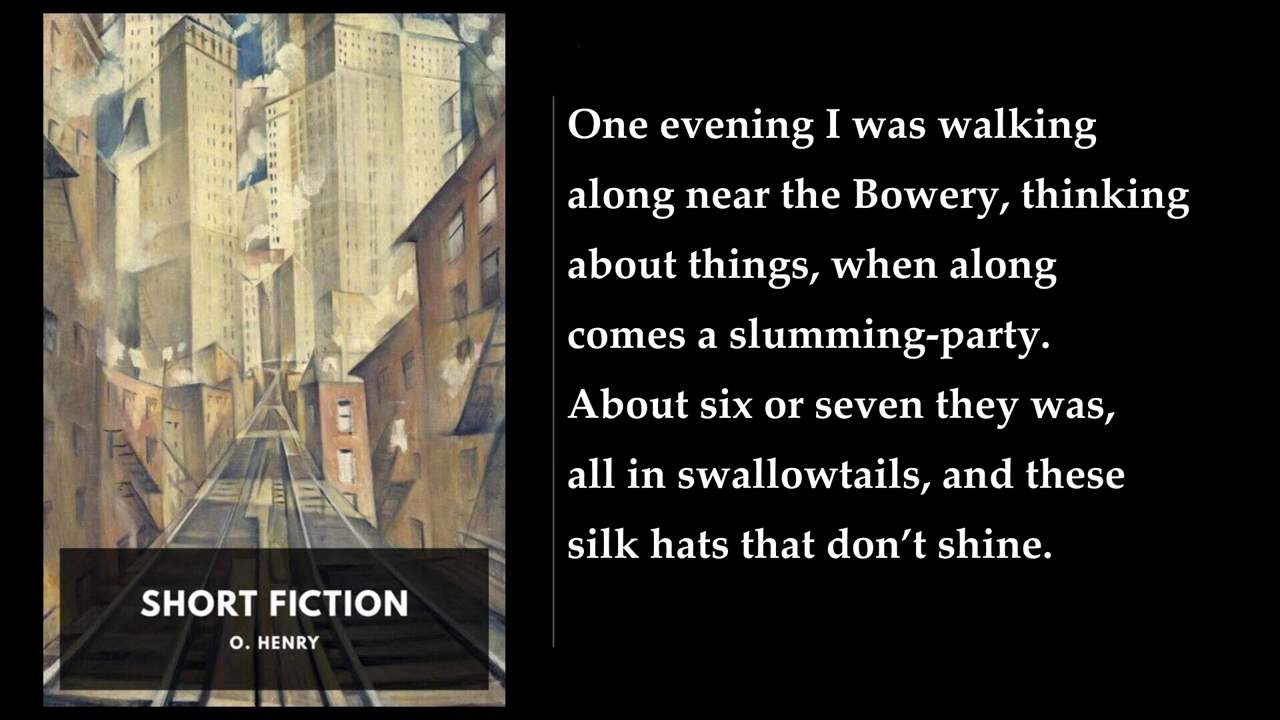 One evening I was walking
along near the Bowery, thinking
about things, when along
comes a slumming-party.
About six or seven they was,
all in swallowtails, and these
silk hats that don’t shine.
SHORT FICTION
O. HENRY